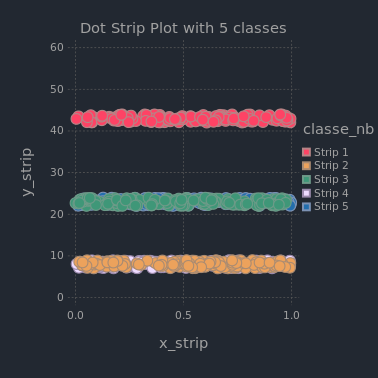 Dot Strip Plot with 5 classes
60
50
40
30
20
10
0
y_strip
0.0
0.5
1.0
x_strip
classe_nb
Strip 1
Strip 2
Strip 3
Strip 4
Strip 5